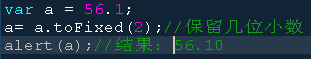 var a = 56.1;
a= a.toFixed(2);//保留几位小数
alert(a);//结果：56.10